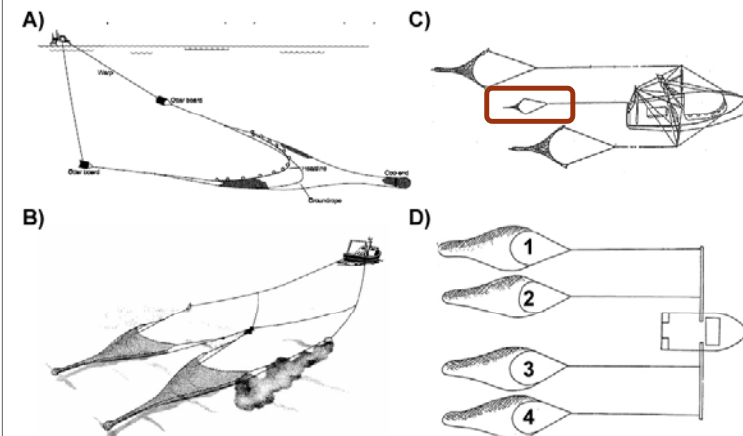 A)
Warp
Otter board
Otter board
Headline
Cod-end
Groundrope
B)
C)
D)
1
2
3
4